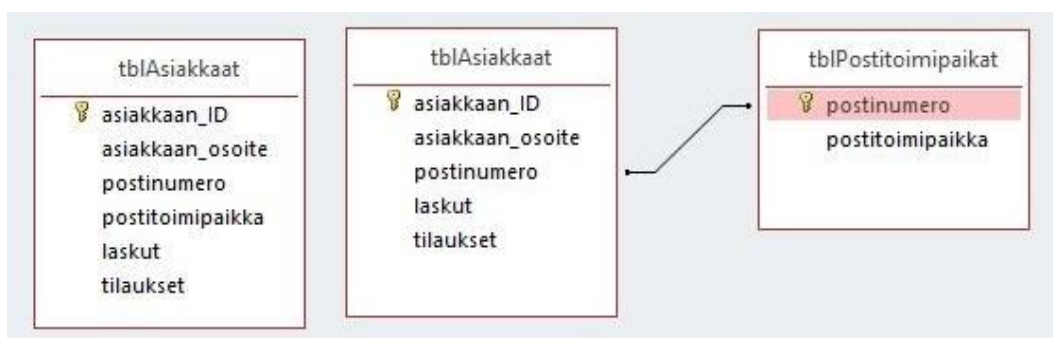 tblAsiakkaat
asiakkaan_ID
asiakkaan_osoite
postinumero
postitoimipaikka
laskut
tilaukset
tblAsiakkaat
asiakkaan_ID
asiakkaan_osoite
postinumero
laskut
tilaukset
tblPostitoimipaikat
postinumero
postitoimipaikka